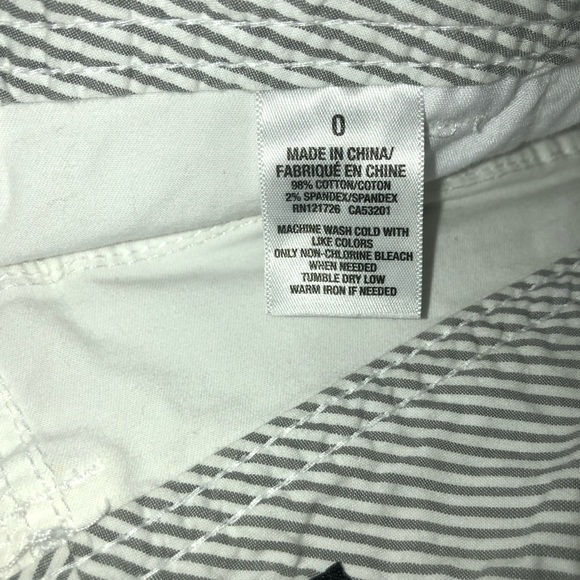 0
MADE IN CHINA/
FABRIQUÉ EN CHINE
98% COTTON/COTON
2% SPANDEX/SPANDEX
RN121726 CA53201
MACHINE WASH COLD WITH
LIKE COLORS
ONLY NON-CHLORINE BLEACH
WHEN NEEDED
TUMBLE DRY LOW
WARM IRON IF NEEDED